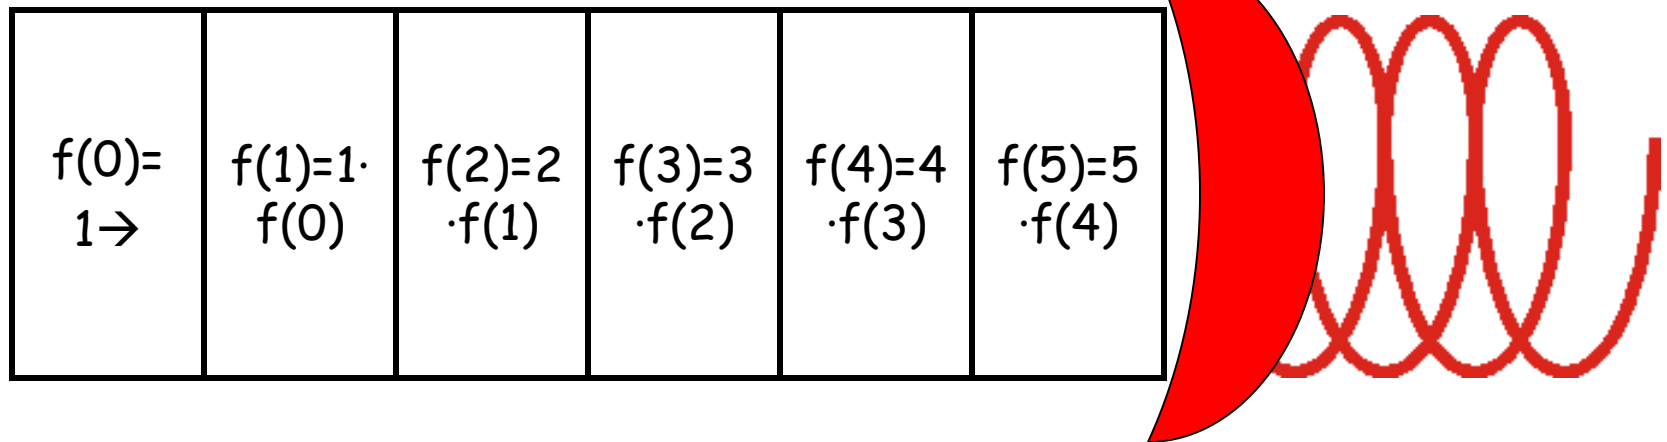 f(0)=
1→
f(1)=1·
f(0)
f(2)=2
·f(1)
f(3)=3
·f(2)
f(4)=4
·f(3)
f(5)=5
·f(4)